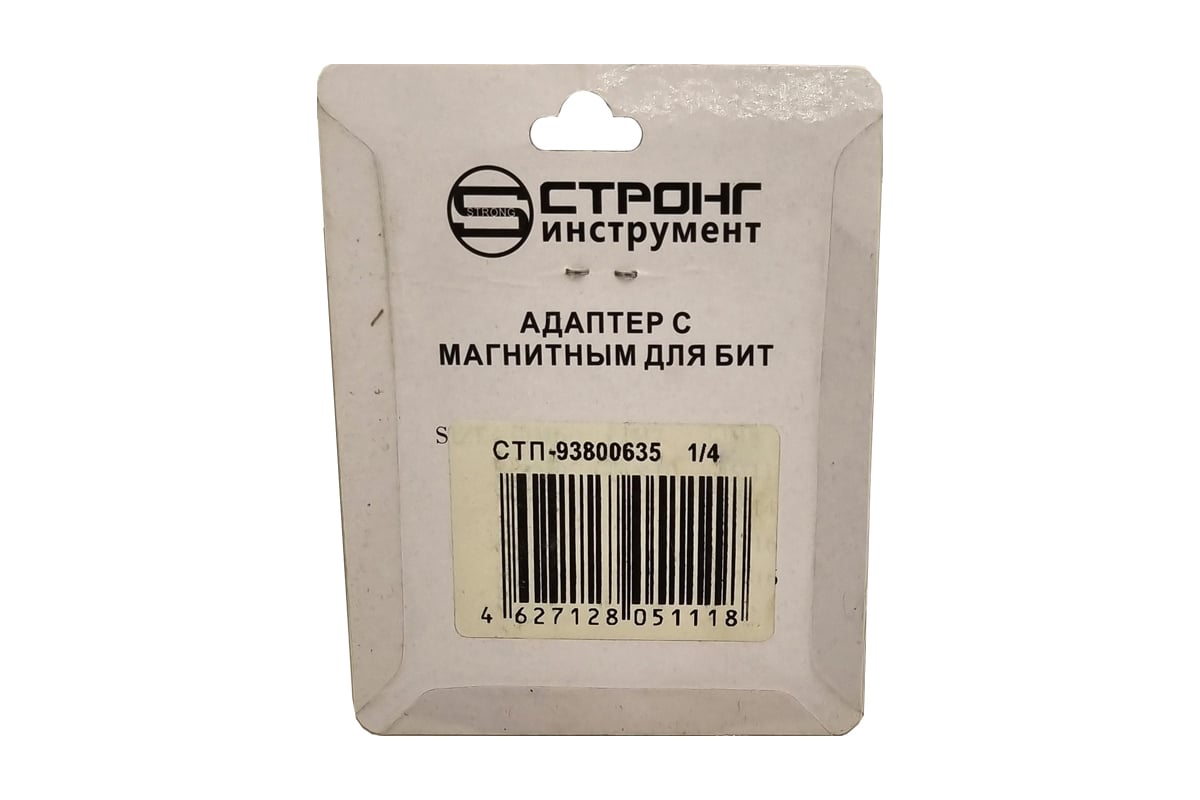 STRONG
СТРОНГ
инструмент
АДАПТЕР С
МАГНИТНЫМ ДЛЯ БИТ
СТП-93800635 1/4
4 627128 051118